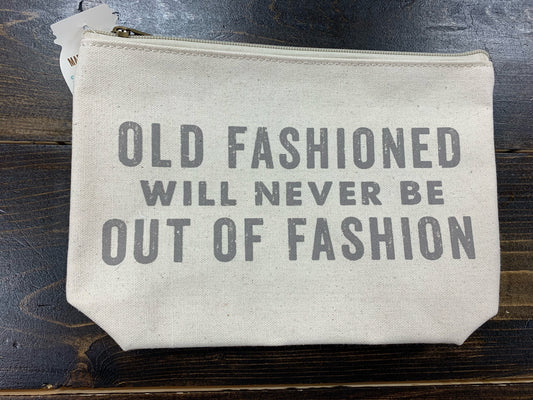 OLD FASHIONED
WILL NEVER BE
OUT OF FASHION